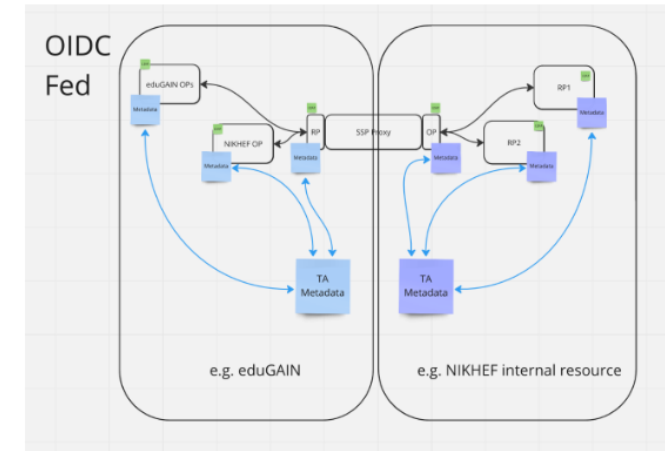 OIDC
Fed
eduGAIN OPs
Metadata
NIKHEF OP
Metadata
RP
Metadata
SSP Proxy
OP
Metadata
RP1
Metadata
RP2
Metadata
TA
Metadata
TA
Metadata
e.g. eduGAIN
e.g. NIKHEF internal resource